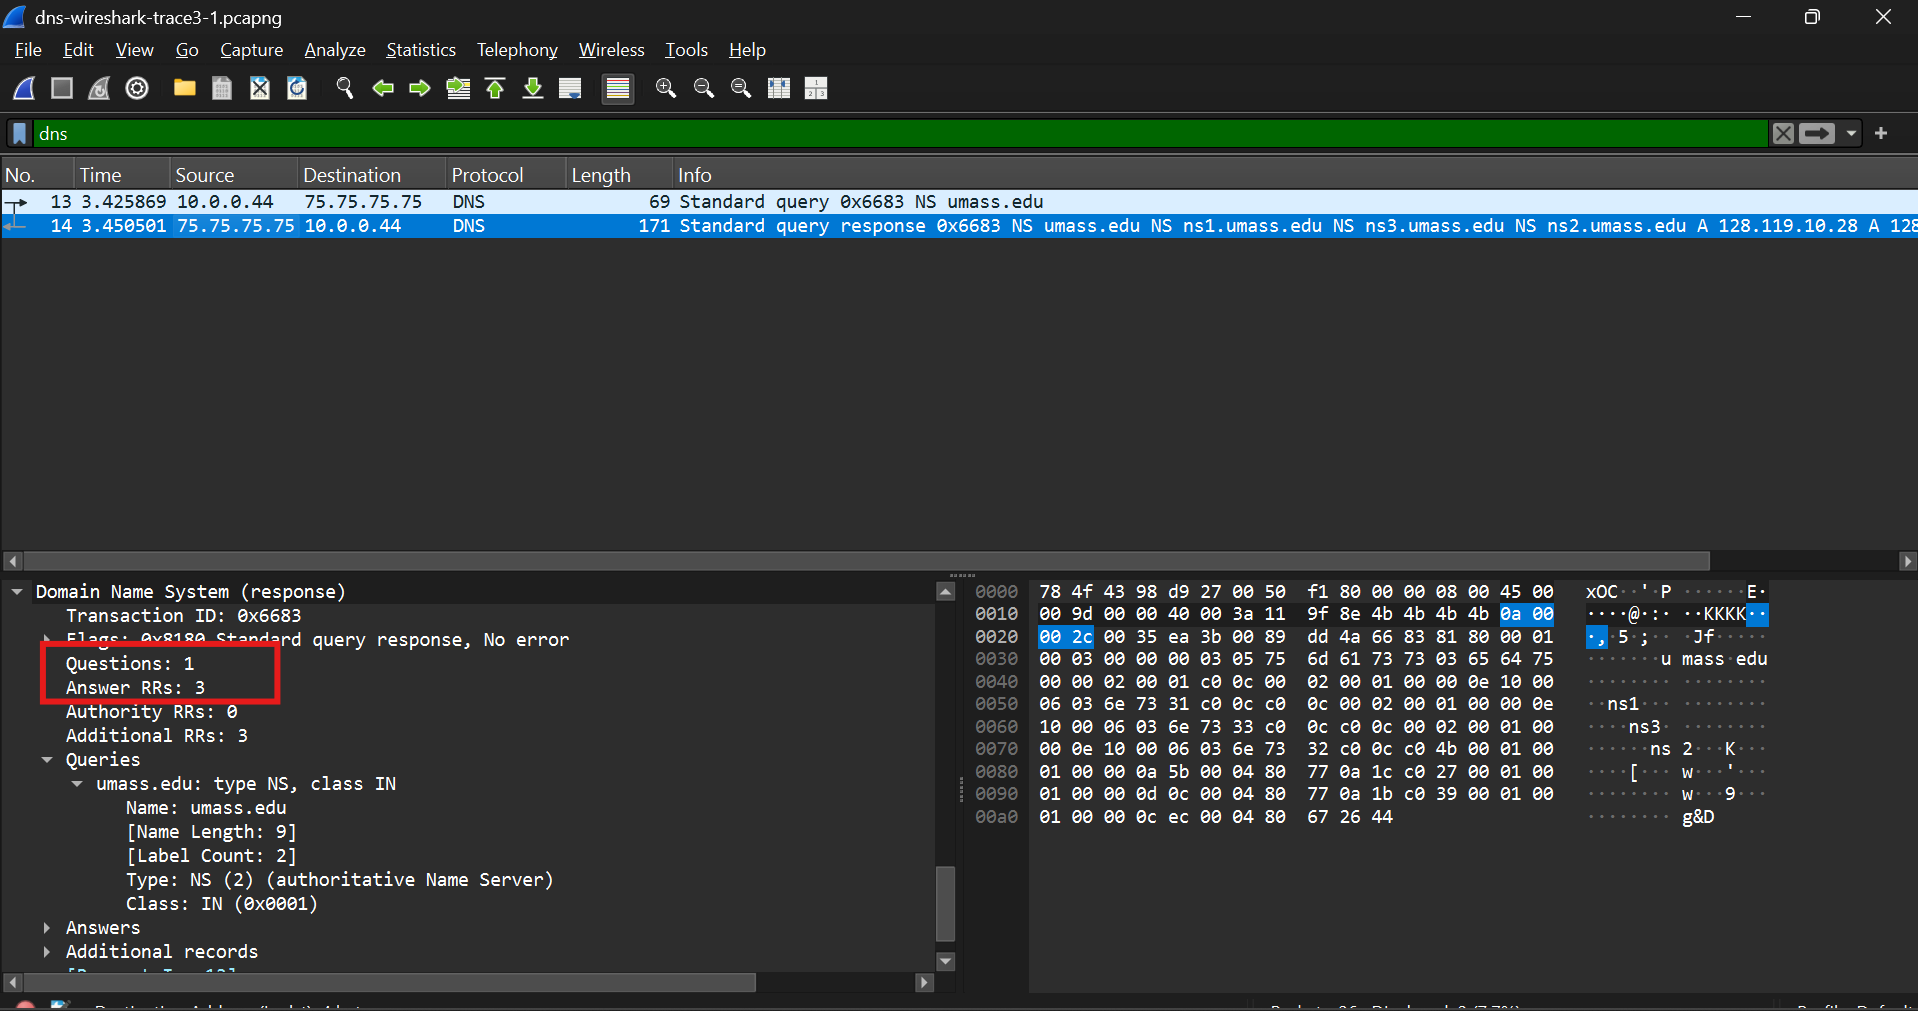 dns-wireshark-trace3-1.pcapng
File Edit View Go Capture Analyze Statistics Telephony Wireless Tools Help
dns
No. Time Source Destination Protocol Length Info
13 3.425869 10.0.0.44 75.75.75.75 DNS 69 Standard query 0x6683 NS umass.edu
14 3.450501 75.75.75.75 10.0.0.44 DNS 171 Standard query response 0x6683 NS umass.edu NS ns1.umass.edu NS ns3.umass.edu NS ns2.umass.edu A 128.119.10.28 A 128
Domain Name System (response)
Transaction ID: 0x6683
Flags: 0x8180 Standard query response, No error
Questions: 1
Answer RRs: 3
Authority RRs: 0
Additional RRs: 3
Queries
umass.edu: type NS, class IN
Name: umass.edu
[Name Length: 9]
[Label Count: 2]
Type: NS (2) (authoritative Name Server)
Class: IN (0x0001)
Answers
Additional records
0000 78 4f 43 98 d9 27 00 50 f1 80 00 00 08 00 45 00 xOC··'·P ······E·
0010 00 9d 00 00 40 00 3a 11 9f 8e 4b 4b 4b 4b 0a 00 ····@·:· ··KKKK··
0020 00 2c 00 35 ea 3b 00 89 dd 4a 66 83 81 80 00 01 ·,·5·;·· ·Jf·····
0030 00 03 00 00 00 03 05 75 6d 61 73 73 03 65 64 75 ·······u mass·edu
0040 00 00 02 00 01 c0 0c 00 02 00 01 00 00 0e 10 00 ········ ········
0050 06 03 6e 73 31 c0 0c c0 0c 00 02 00 01 00 00 0e ··ns1··· ········
0060 10 00 06 03 6e 73 33 c0 0c c0 0c 00 02 00 01 00 ····ns3· ········
0070 00 0e 10 00 06 03 6e 73 32 c0 0c c0 4b 00 01 00 ······ns 2···K···
0080 01 00 00 0a 5b 00 04 80 77 0a 1c c0 27 00 01 00 ····[··· w···'···
0090 01 00 00 0d 0c 00 04 80 77 0a 1b c0 39 00 01 00 ········ w···9···
00a0 01 00 00 0c ec 00 04 80 67 26 44 ········ g&D